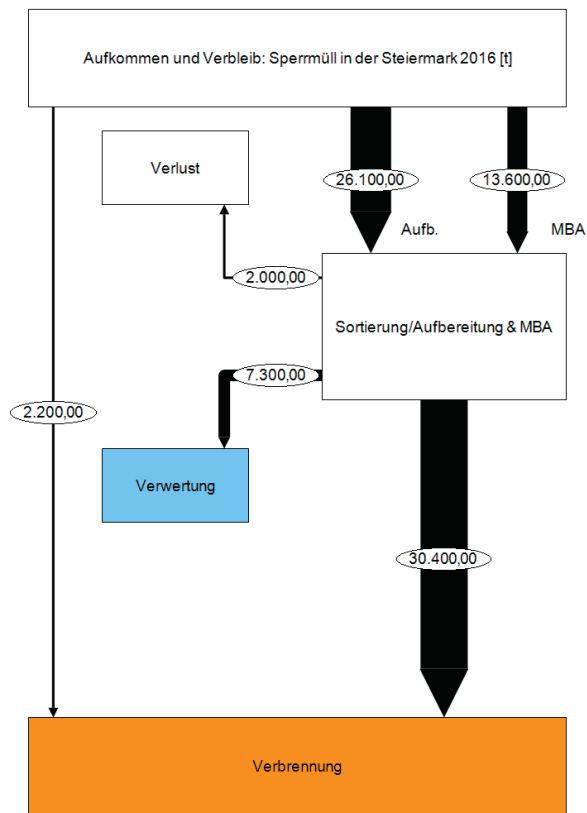 Aufkommen und Verbleib: Sperrmüll in der Steiermark 2016 [t]
Verlust
26.100,00
13.600,00
Aufb.
MBA
2.000,00
Sortierung/Aufbereitung & MBA
7.300,00
2.200,00
Verwertung
30.400,00
Verbrennung